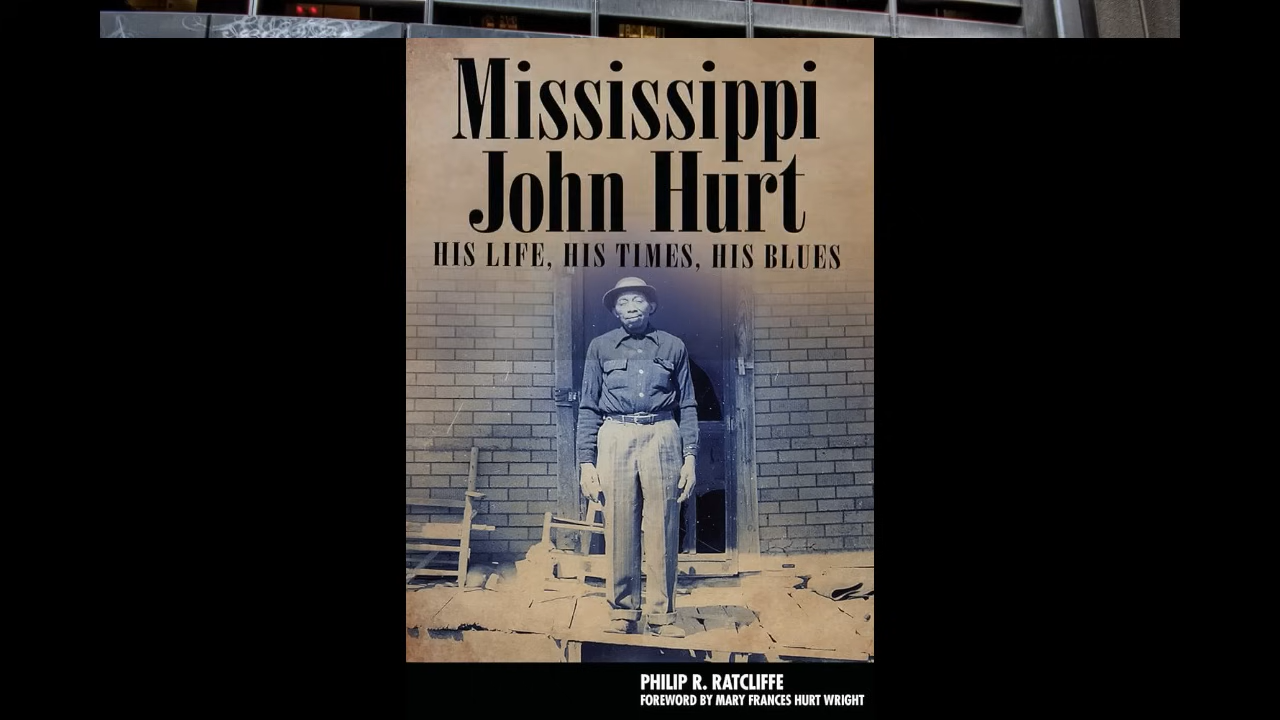 Mississippi
John Hurt
HIS LIFE, HIS TIMES, HIS BLUES
PHILIP R. RATCLIFFE
FOREWORD BY MARY FRANCES HURT WRIGHT